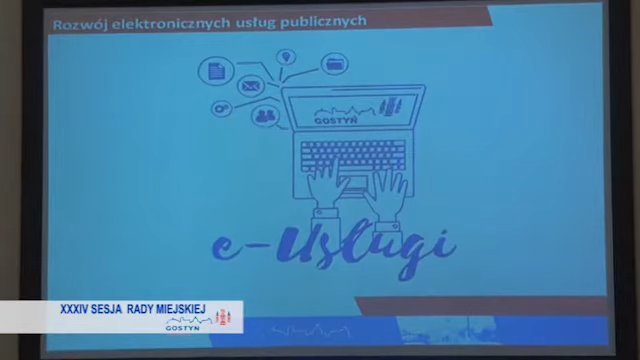 Rozwój elektronicznych usług publicznych
GOSTYŃ
e-Usługi
XXXIV SESJA RADY MIEJSKIEJ
GOSTYŃ